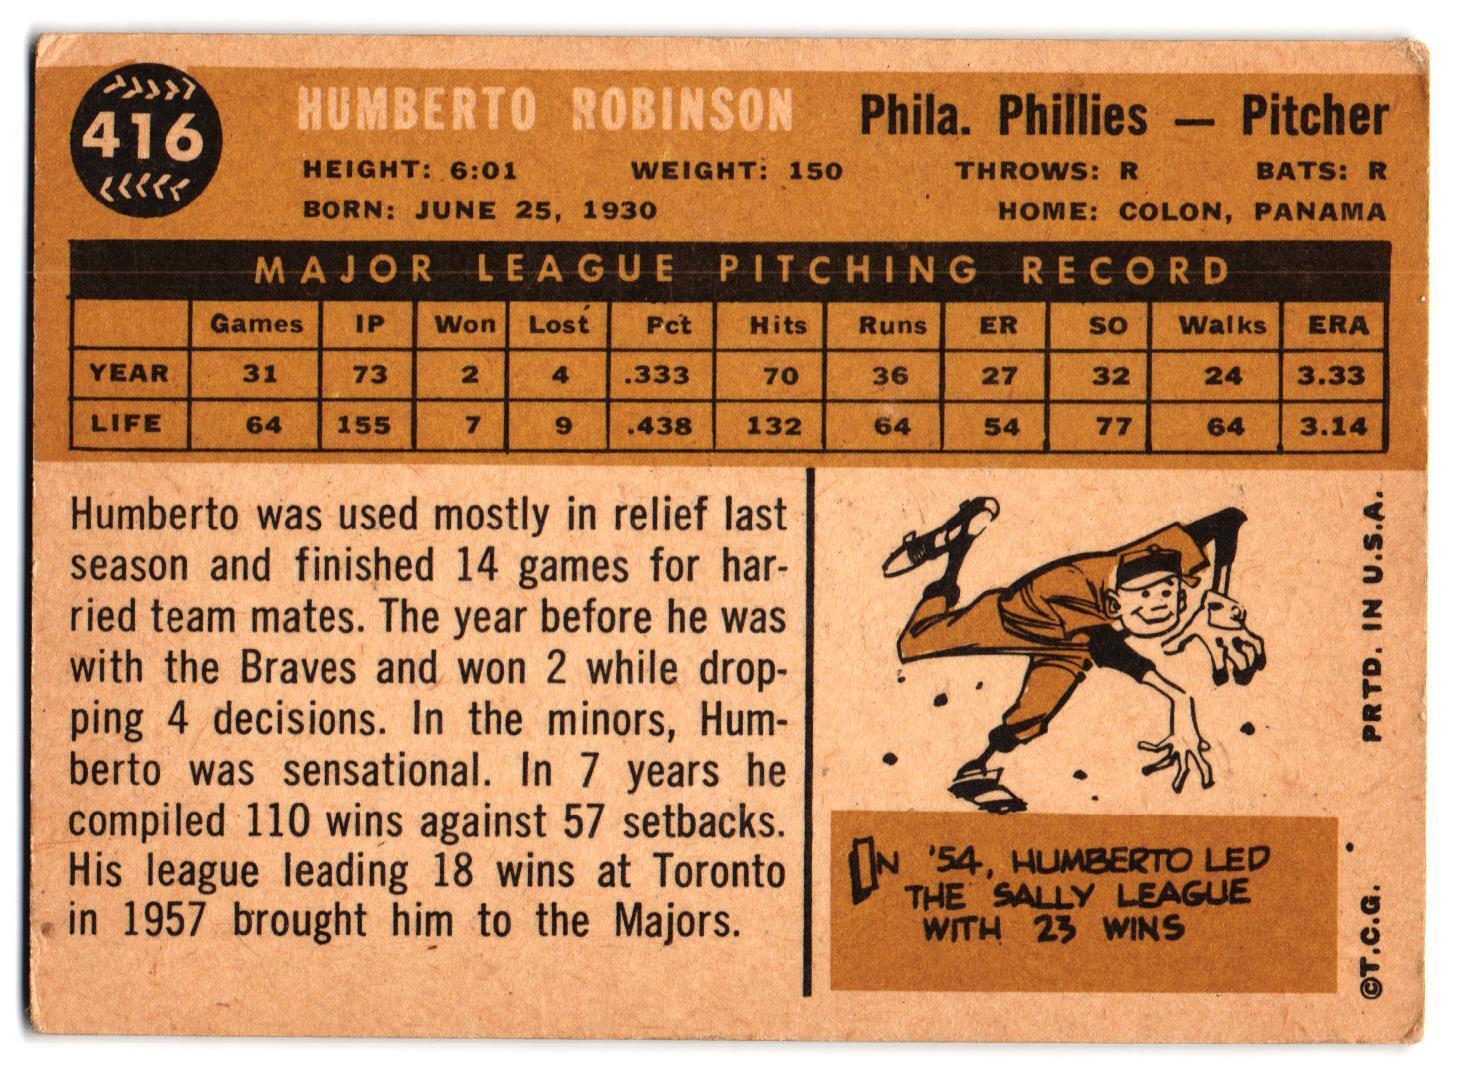 416
HUMBERTO ROBINSON
Phila. Phillies — Pitcher
HEIGHT: 6:01 WEIGHT: 150 THROWS: R BATS: R
BORN: JUNE 25, 1930 HOME: COLON, PANAMA
MAJOR LEAGUE PITCHING RECORD
Games IP Won Lost Pct Hits Runs ER SO Walks ERA
YEAR 31 73 2 4 .333 70 36 27 32 24 3.33
LIFE 64 155 7 9 .438 132 64 54 77 64 3.14
Humberto was used mostly in relief last
season and finished 14 games for har-
ried team mates. The year before he was
with the Braves and won 2 while drop-
ping 4 decisions. In the minors, Hum-
berto was sensational. In 7 years he
compiled 110 wins against 57 setbacks.
His league leading 18 wins at Toronto
in 1957 brought him to the Majors.
IN '54, HUMBERTO LED
THE SALLY LEAGUE
WITH 23 WINS
©T.C.G. PRTD. IN U.S.A.